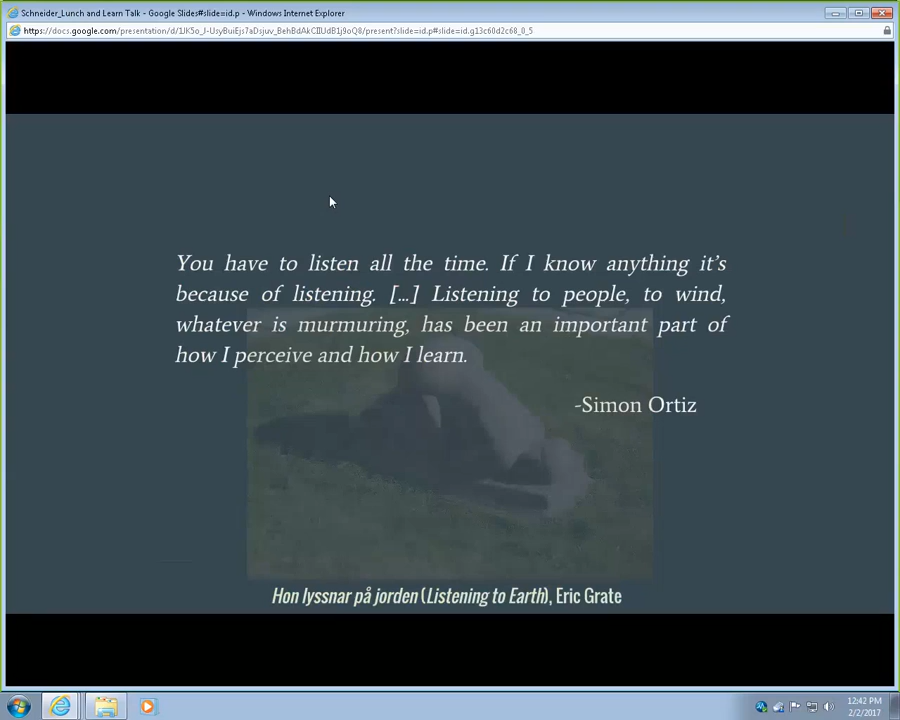 Schneider_Lunch and Learn Talk - Google Slides#slide=id.p - Windows Internet Explorer
You have to listen all the time. If I know anything it's
because of listening. [...] Listening to people, to wind,
whatever is murmuring, has been an important part of
how I perceive and how I learn.
-Simon Ortiz
Hon lyssnar på jorden (Listening to Earth), Eric Grate
12:42 PM
2/2/2017